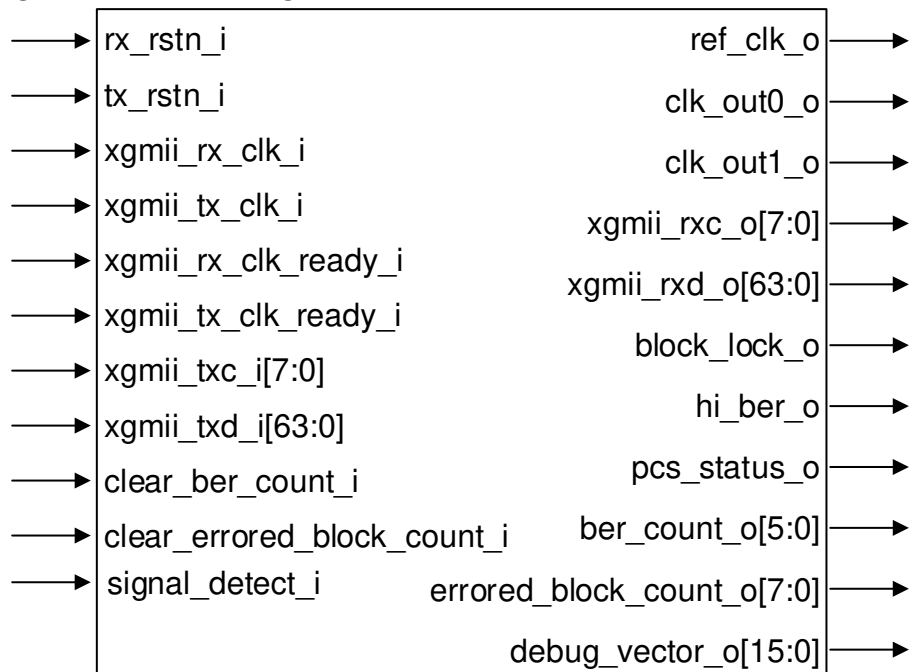 rx_rstn_i
tx_rstn_i
xgmii_rx_clk_i
xgmii_tx_clk_i
xgmii_rx_clk_ready_i
xgmii_tx_clk_ready_i
xgmii_txc_i[7:0]
xgmii_txd_i[63:0]
clear_ber_count_i
clear_errored_block_count_i
signal_detect_i
ref_clk_o
clk_out0_o
clk_out1_o
xgmii_rxc_o[7:0]
xgmii_rxd_o[63:0]
block_lock_o
hi_ber_o
pcs_status_o
ber_count_o[5:0]
errored_block_count_o[7:0]
debug_vector_o[15:0]